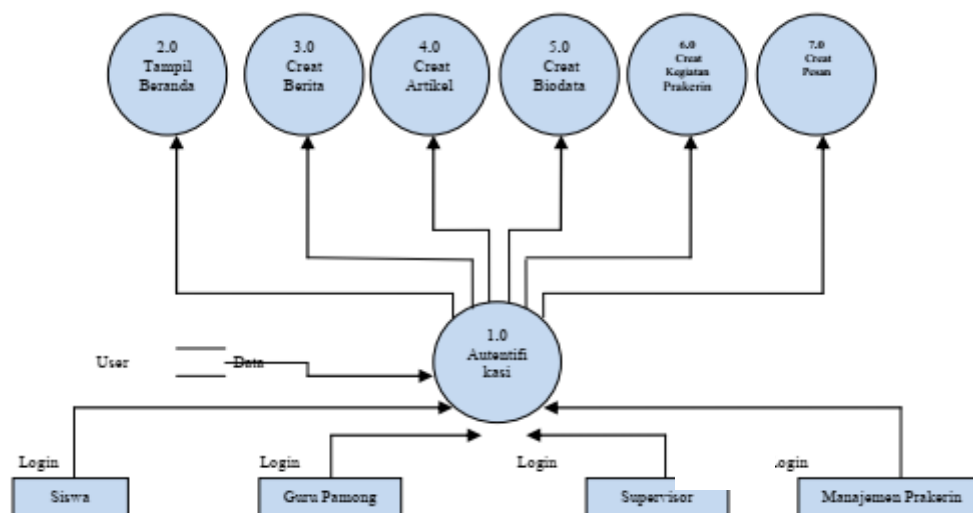 2.0
Tampil
Beranda
3.0
Creat
Berita
4.0
Creat
Artikel
5.0
Creat
Biodata
6.0
Creat
Kegiatan
Prakerin
7.0
Creat
Pesan
1.0
Autentifi
kasi
User
Data
Login
Login
Login
.ogin
Siswa
Guru Pamong
Supervisor
Manajemen Prakerin